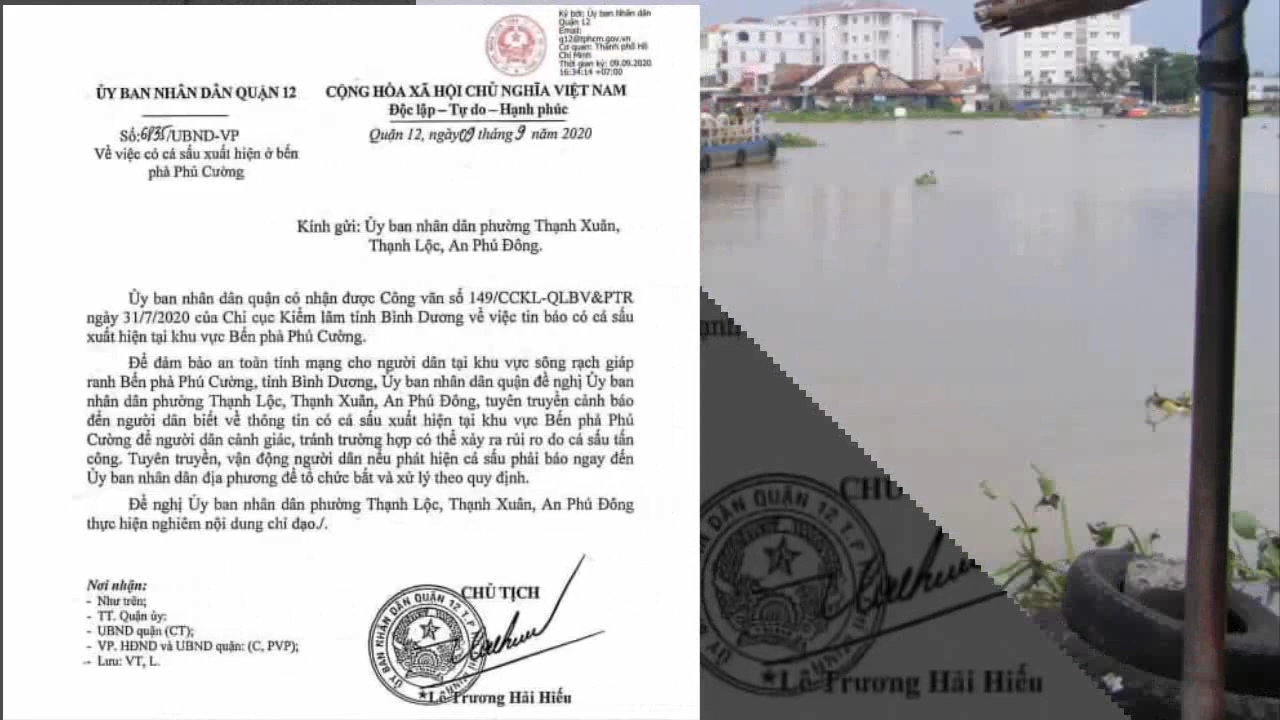 Ký bởi: Ủy ban Nhân dân
Quận 12
Email:
q12@tphcm.gov.vn
Cơ quan: Thành phố Hồ
Chí Minh
Thời gian ký: 09.09.2020
16:34:14 +07:00
ỦY BAN NHÂN DÂN QUẬN 12
CỘNG HÒA XÃ HỘI CHỦ NGHĨA VIỆT NAM
Độc lập – Tự do – Hạnh phúc
Số:6835/UBND-VP
Quận 12, ngày 09 tháng 9 năm 2020
Về việc có cá sấu xuất hiện ở bến
phà Phú Cường
Kính gửi: Ủy ban nhân dân phường Thạnh Xuân,
Thạnh Lộc, An Phú Đông.
Ủy ban nhân dân quận có nhận được Công văn số 149/CCKL-QLBV&PTR
ngày 31/7/2020 của Chi cục Kiểm lâm tỉnh Bình Dương về việc tin báo có cá sấu
xuất hiện tại khu vực Bến phà Phú Cường.
Để đảm bảo an toàn tính mạng cho người dân tại khu vực sông rạch giáp
ranh Bến phà Phú Cường, tỉnh Bình Dương, Ủy ban nhân dân quận đề nghị Ủy ban
nhân dân phường Thạnh Lộc, Thạnh Xuân, An Phú Đông, tuyên truyền cảnh báo
đến người dân biết về thông tin có cá sấu xuất hiện tại khu vực Bến phà Phú
Cường để người dân cảnh giác, tránh trường hợp có thể xảy ra rủi ro do cá sấu tấn
công. Tuyên truyền, vận động người dân nếu phát hiện cá sấu phải báo ngay đến
Ủy ban nhân dân địa phương để tổ chức bắt và xử lý theo quy định.
Đề nghị Ủy ban nhân dân phường Thạnh Lộc, Thạnh Xuân, An Phú Đông
thực hiện nghiêm nội dung chỉ đạo./.
Nơi nhận:
- Như trên;
- TT. Quận ủy;
- UBND quận (CT);
- VP. HĐND và UBND quận: (C, PVP);
- Lưu: VT, L.
CHỦ TỊCH
ỦY BAN NHÂN DÂN QUẬN 12 T.P
Lê Trương Hải Hiếu
ạnh
CHỦ
NHÂN DÂN QUẬN 12 T.P
Lê Trương Hải Hiếu